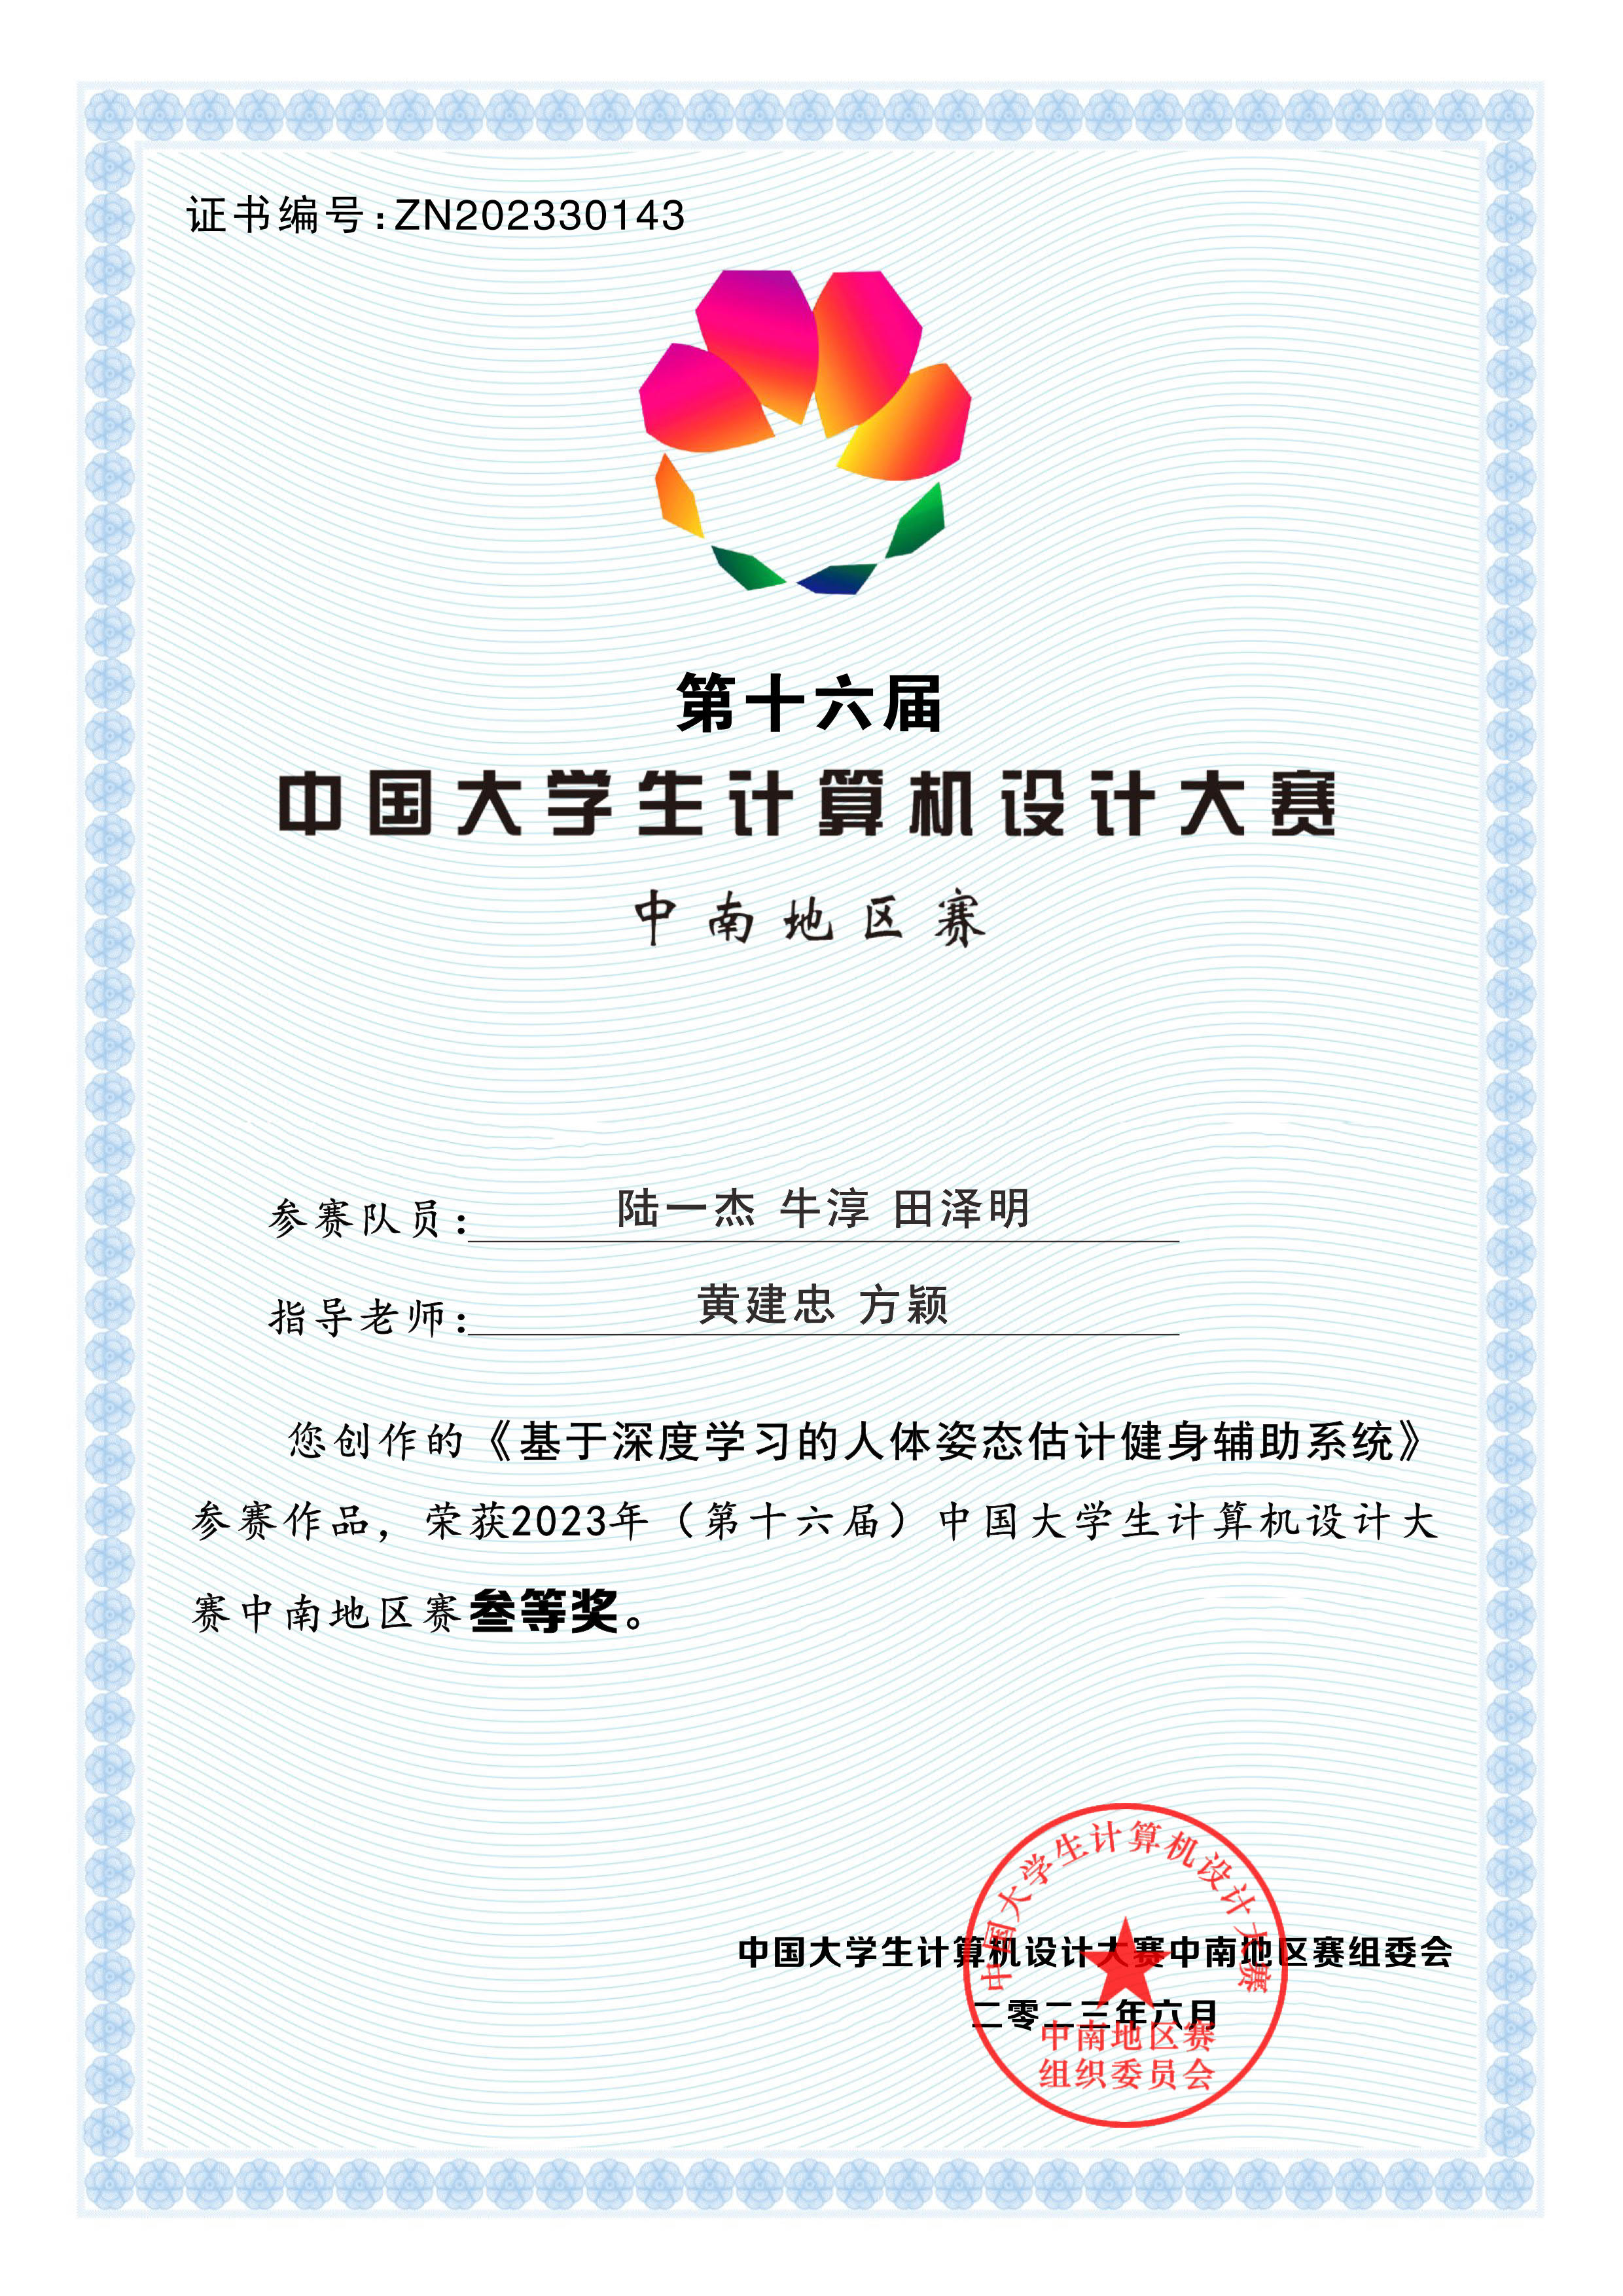 证书编号:ZN202330143
第十六届
中国大学生计算机设计大赛
中南地区赛
参赛队员:陆一杰 牛淳 田泽明
指导老师:黄建忠 方颖
您创作的《基于深度学习的人体姿态估计健身辅助系统》
参赛作品，荣获2023年（第十六届）中国大学生计算机设计大
赛中南地区赛叁等奖。
中国大学生计算机设计大赛中南地区赛组委会
二零二三年六月
中国大学生计算机设计大赛
中南地区赛
组织委员会